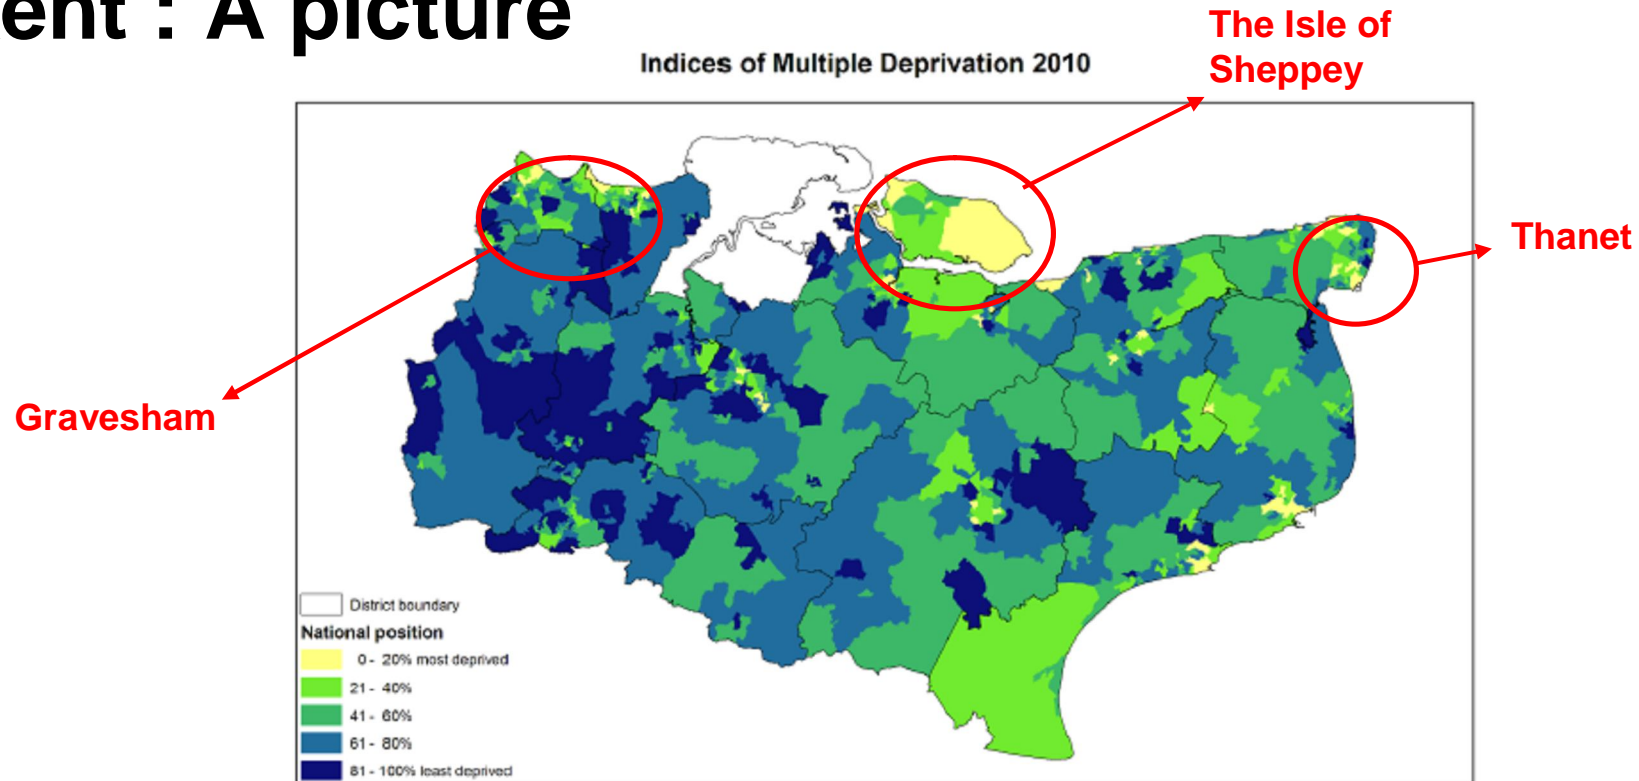 ent : A picture
The Isle of
Sheppey
Indices of Multiple Deprivation 2010
Thanet
Gravesham
District boundary
National position
0 - 20% most deprived
21 - 40%
41 - 60%
61 - 80%
81 - 100% least deprived